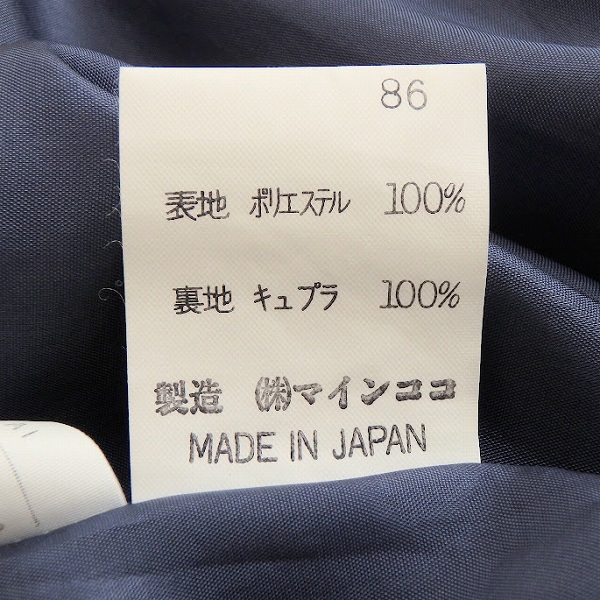 86
表地 ポリエステル 100%
裏地 キュプラ 100%
製造 ㈱マインココ
MADE IN JAPAN